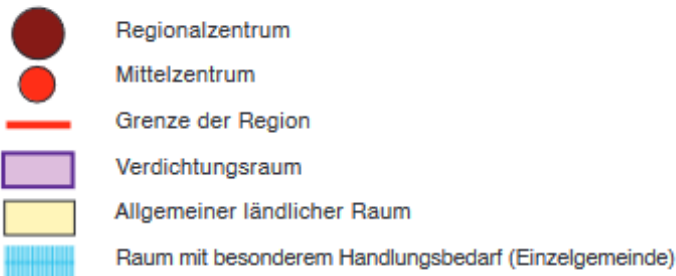 Regionalzentrum
Mittelzentrum
Grenze der Region
Verdichtungsraum
Allgemeiner ländlicher Raum
Raum mit besonderem Handlungsbedarf (Einzelgemeinde)